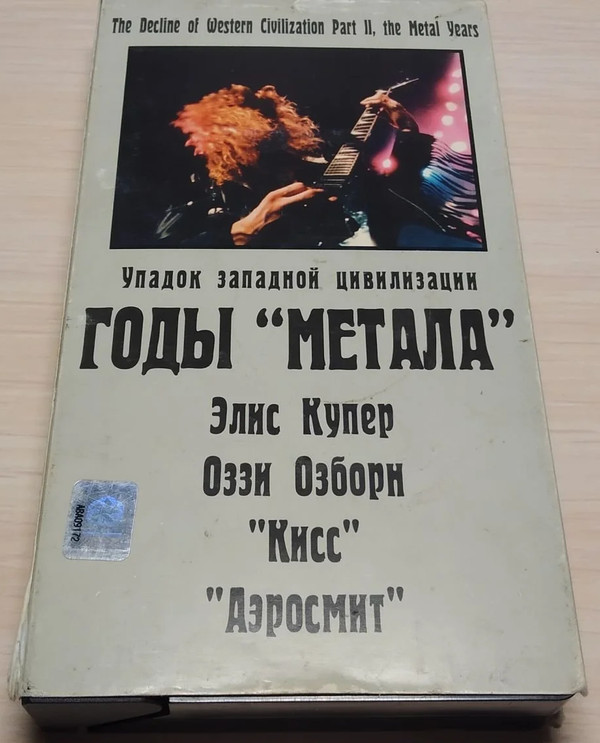 The Decline of Western Civilization Part II, the Metal Years
Упадок западной цивилизации
ГОДЫ “МЕТАЛА”
Элис Купер
Оззи Озборн
"Кисс"
"Аэросмит"
АВА09172